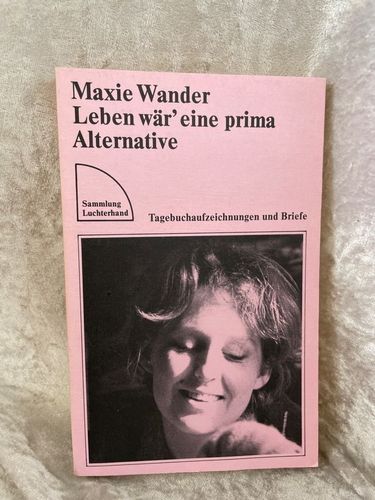 Maxie Wander
Leben wär' eine prima
Alternative
Sammlung
Luchterhand
Tagebuchaufzeichnungen und Briefe